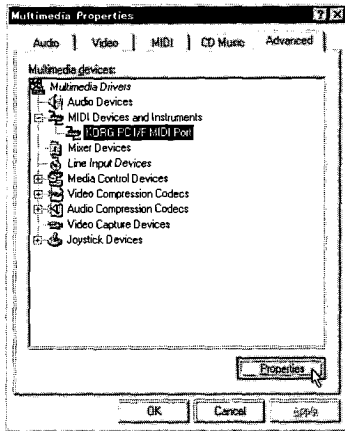 Multimedia Properties
Audio Video MIDI CD Music Advanced
Multimedia devices:
Multimedia Drivers
Audio Devices
MIDI Devices and Instruments
KORG PC I/F MIDI Port
Mixer Devices
Line Input Devices
Media Control Devices
Video Compression Codecs
Audio Compression Codecs
Video Capture Devices
Joystick Devices
Properties
OK Cancel Apply